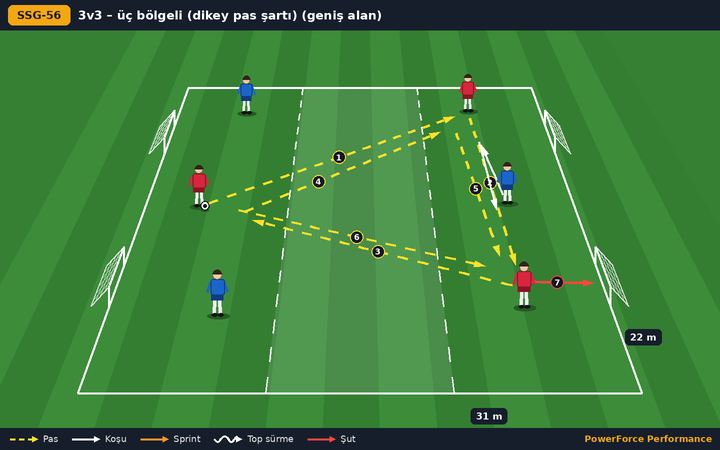 SSG-56 3v3 – üç bölgeli (dikey pas şartı) (geniş alan)
1
4
2
5
6
3
7
22 m
31 m
Pas Koşu Sprint Top sürme Şut PowerForce Performance